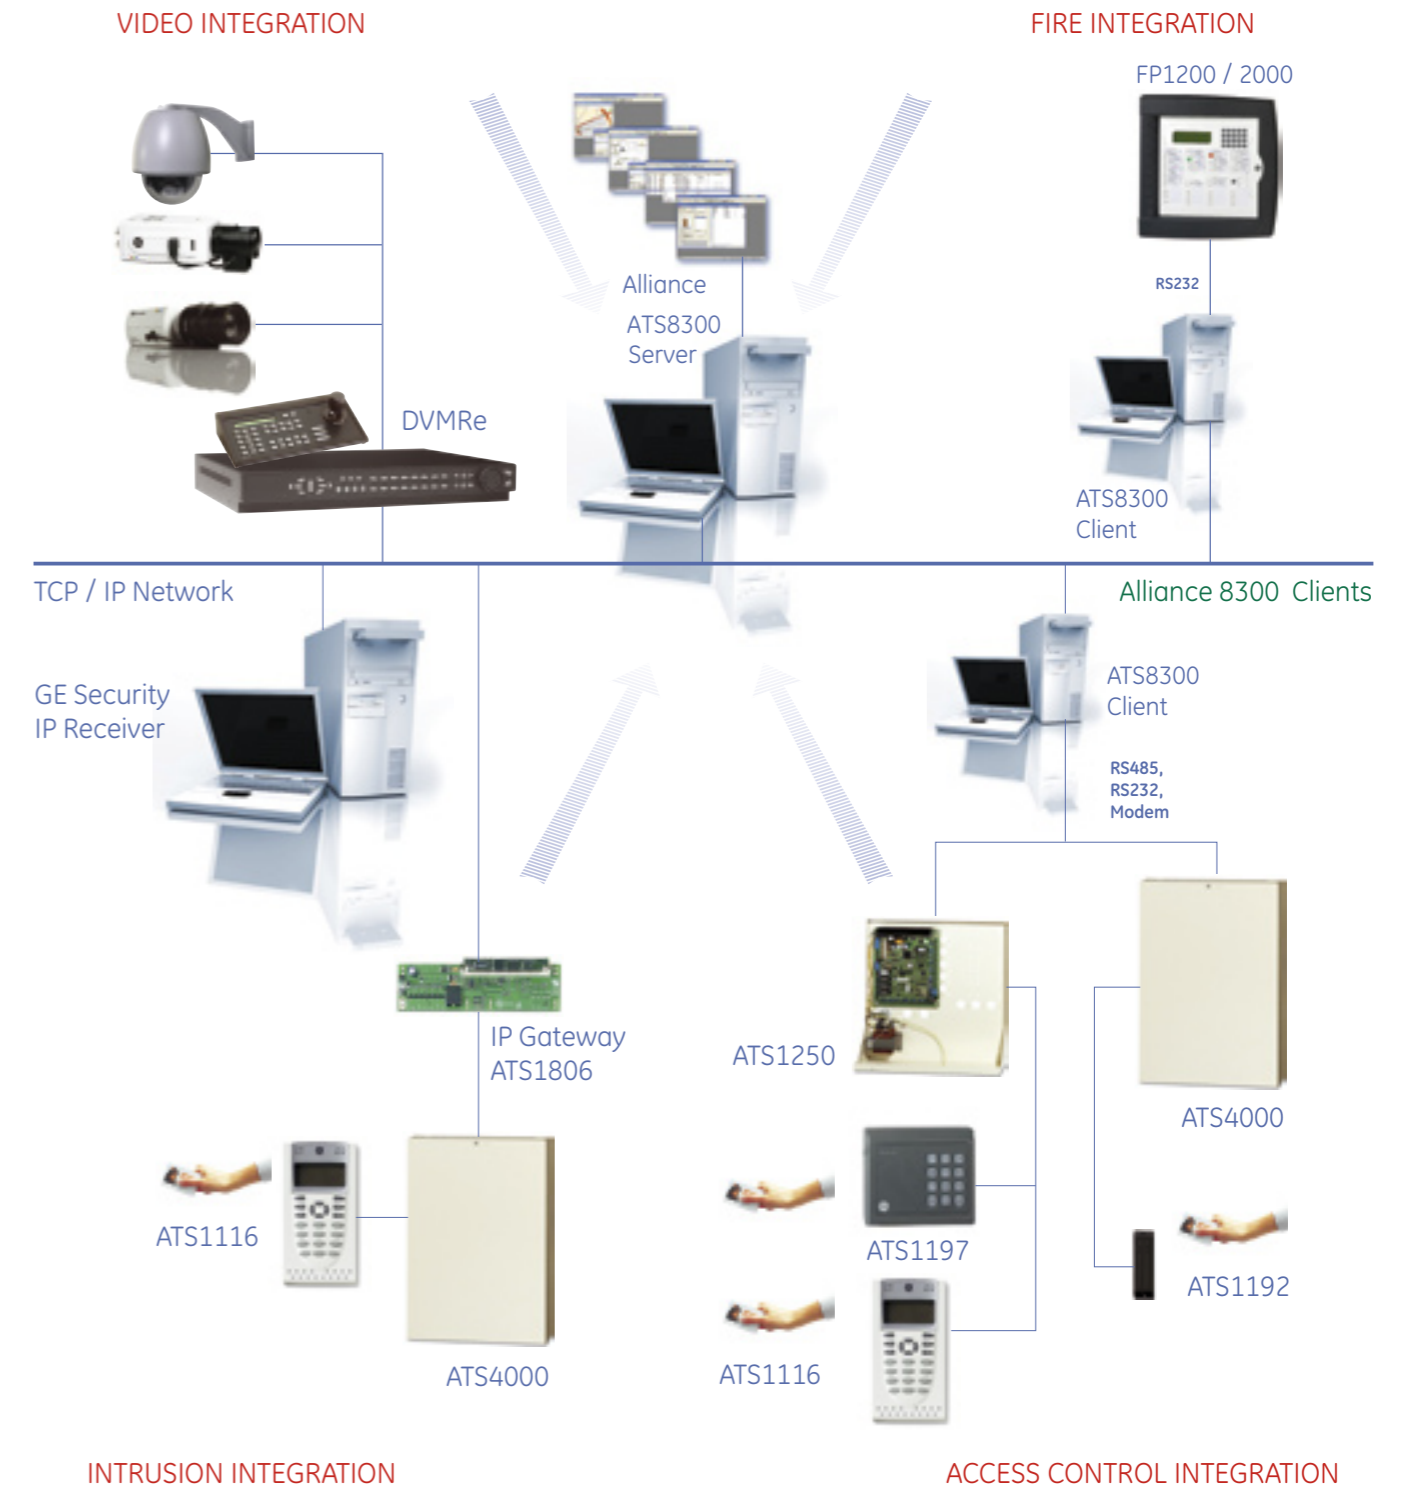 VIDEO INTEGRATION
FIRE INTEGRATION
FP1200 / 2000
RS232
Alliance
ATS8300
Server
DVMRe
ATS8300
Client
TCP / IP Network
Alliance 8300 Clients
GE Security
IP Receiver
ATS8300
Client
RS485,
RS232,
Modem
IP Gateway
ATS1806
ATS1250
ATS4000
ATS1116
ATS1197
ATS1192
ATS4000
ATS1116
INTRUSION INTEGRATION
ACCESS CONTROL INTEGRATION